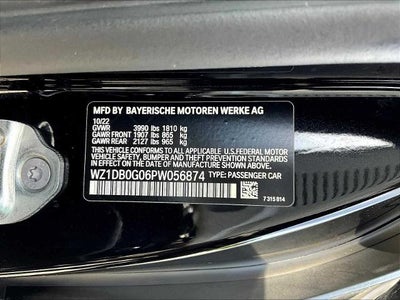 MFD BY BAYERISCHE MOTOREN WERKE AG
10/22
GVWR 3990 lbs 1810 kg
GAWR FRONT 1907 lbs 865 kg
GAWR REAR 2127 lbs 965 kg
THIS VEHICLE CONFORMS TO ALL APPLICABLE U.S. FEDERAL MOTOR
VEHICLE SAFETY, BUMPER, AND THEFT PREVENTION
STANDARDS IN EFFECT ON THE DATE OF MANUFACTURE SHOWN ABOVE.
WZ1DB0G06PW056874 TYPE: PASSENGER CAR
7 315 814